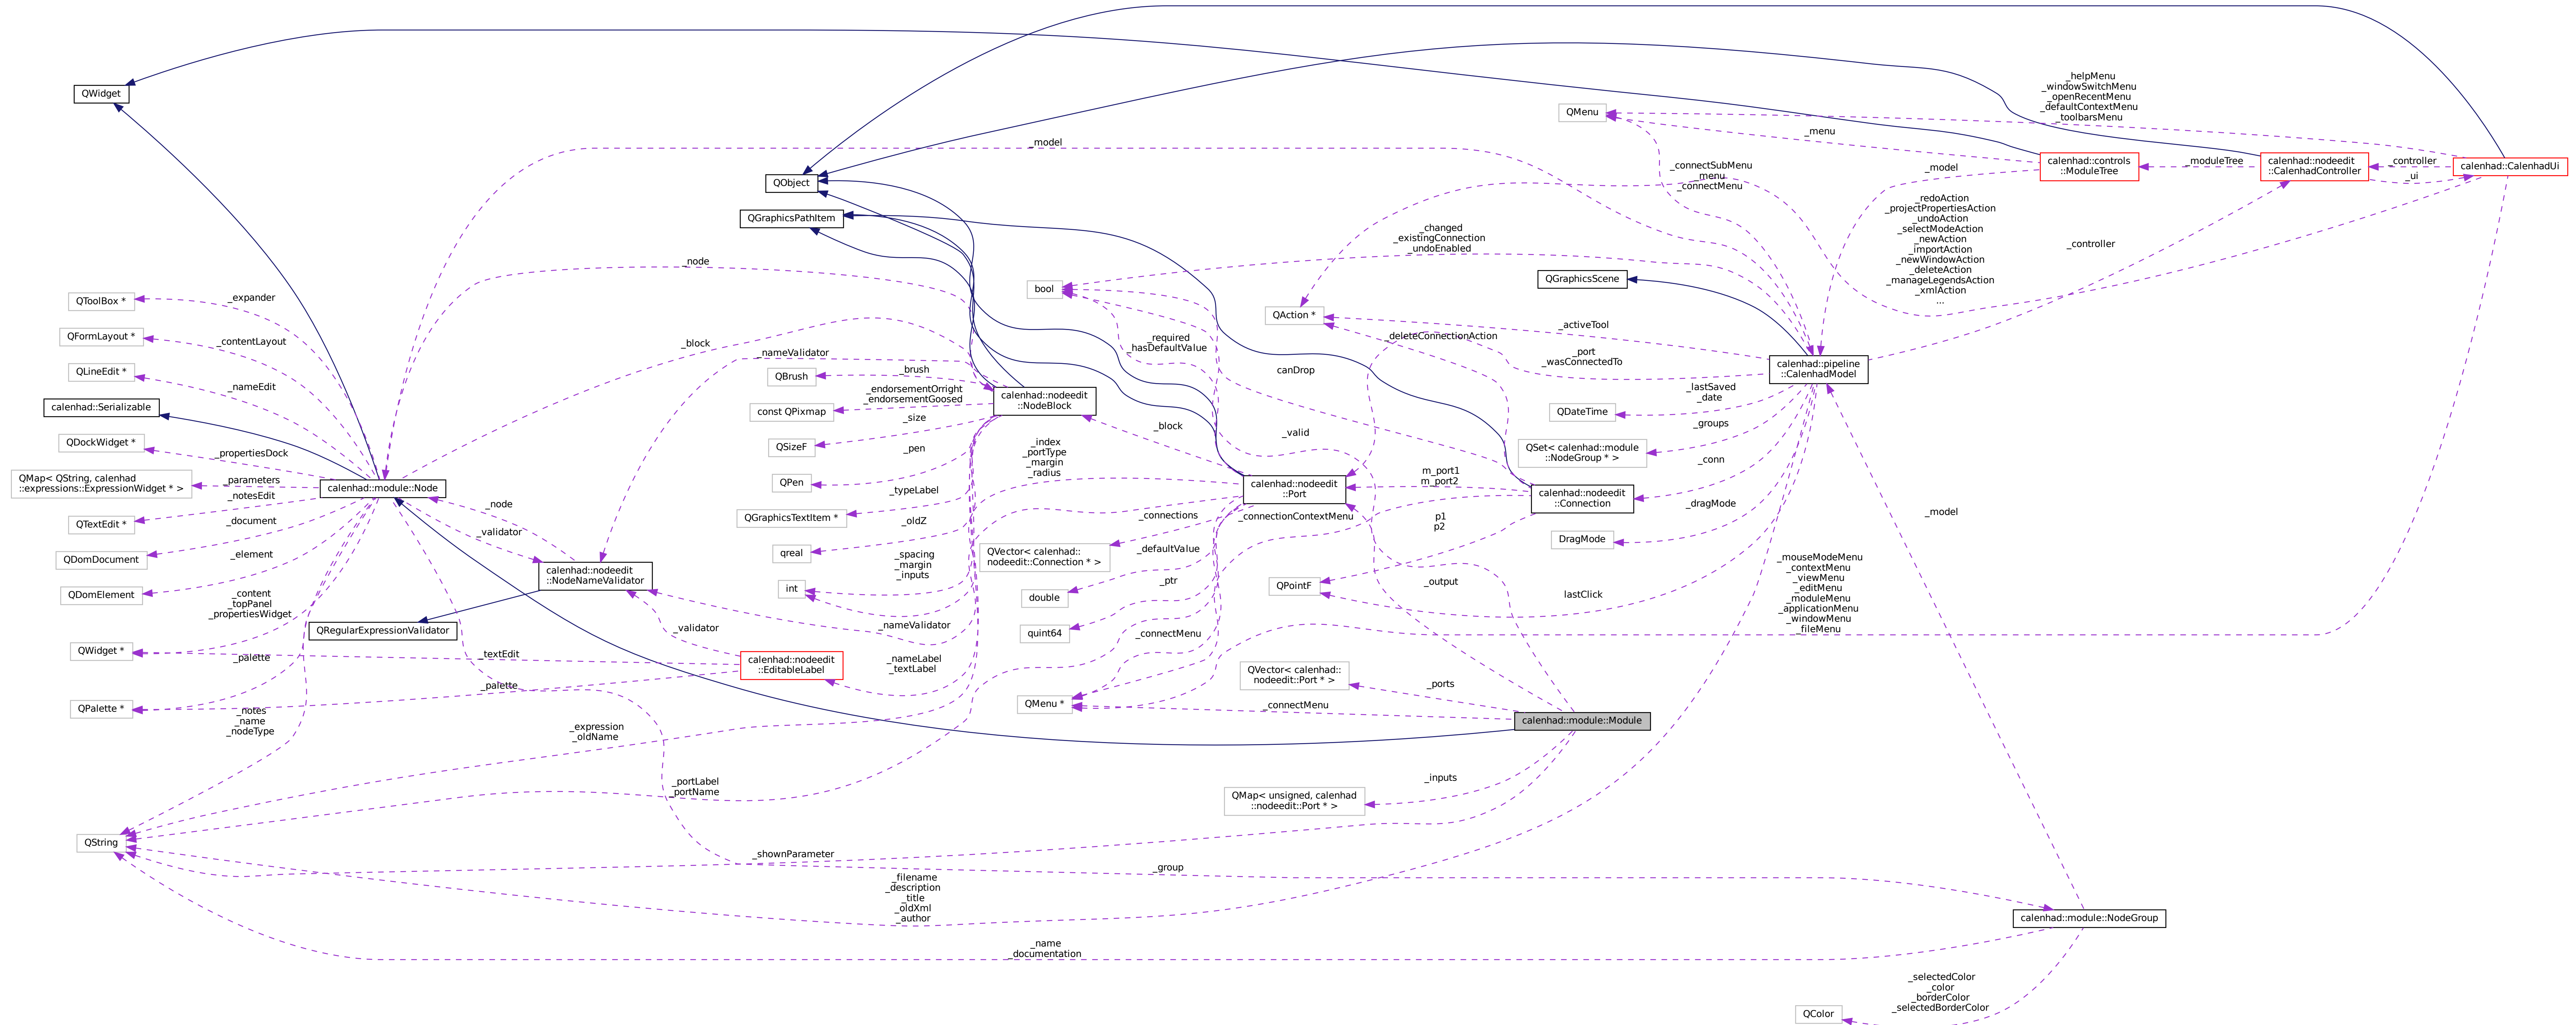 _helpMenu
_windowSwitchMenu
_openRecentMenu
_defaultContextMenu
_toolbarsMenu
QWidget
QMenu
_menu
_model
calenhad::controls
::ModuleTree
_moduleTree
calenhad::nodeedit
::CalenhadController
_controller
_ui
calenhad::CalenhadUi
QObject
_connectSubMenu
_menu
_connectMenu
_model
QGraphicsPathItem
_redoAction
_projectPropertiesAction
_undoAction
_selectModeAction
_newAction
_importAction
_newWindowAction
_deleteAction
_manageLegendsAction
_xmlAction
...
_changed
_existingConnection
_undoEnabled
_controller
_node
QGraphicsScene
bool
QToolBox *
_expander
QAction *
_activeTool
QFormLayout *
_contentLayout
_block
_nameValidator
_required
_hasDefaultValue
_deleteConnectionAction
_port
_wasConnectedTo
canDrop
calenhad::pipeline
::CalenhadModel
QLineEdit *
_nameEdit
QBrush
_brush
calenhad::nodeedit
::NodeBlock
_endorsementOrright
_endorsementGoosed
const QPixmap
_lastSaved
_date
QDateTime
calenhad::Serializable
_size
QSizeF
_block
_valid
_groups
QSet< calenhad::module
::NodeGroup * >
QDockWidget *
_propertiesDock
_pen
QPen
_index
_portType
_margin
_radius
_conn
QMap< QString, calenhad
::expressions::ExpressionWidget * >
_parameters
calenhad::module::Node
calenhad::nodeedit
::Port
m_port1
m_port2
calenhad::nodeedit
::Connection
_notesEdit
QTextEdit *
_node
_typeLabel
QGraphicsTextItem *
_connections
_connectionContextMenu
p1
p2
_dragMode
_document
_validator
_oldZ
QDomDocument
qreal
QVector< calenhad::
nodeedit::Connection * >
_defaultValue
DragMode
_model
_element
_spacing
_margin
_inputs
calenhad::nodeedit
::NodeNameValidator
QDomElement
int
_ptr
double
QPointF
_output
lastClick
_mouseModeMenu
_contextMenu
_viewMenu
_editMenu
_moduleMenu
_applicationMenu
_windowMenu
_fileMenu
_content
_topPanel
_propertiesWidget
QRegularExpressionValidator
_validator
_nameValidator
quint64
_connectMenu
QWidget *
_palette
_textEdit
calenhad::nodeedit
::EditableLabel
_nameLabel
_textLabel
QVector< calenhad::
nodeedit::Port * >
_ports
_palette
QPalette *
_notes
_name
_nodeType
_expression
_oldName
QMenu *
_connectMenu
calenhad::module::Module
_portLabel
_portName
_inputs
QMap< unsigned, calenhad
::nodeedit::Port * >
QString
_shownParameter
_group
_filename
_description
_title
_oldXml
_author
calenhad::module::NodeGroup
_name
_documentation
_selectedColor
_color
_borderColor
_selectedBorderColor
QColor